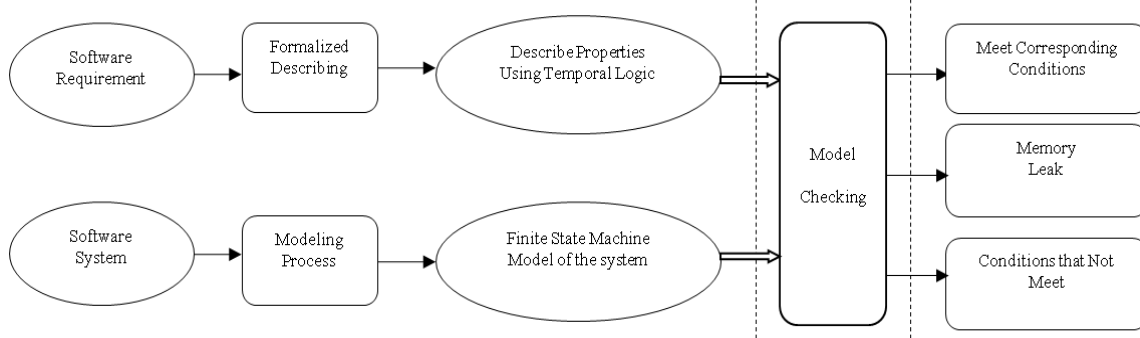 Software
Requirement
Formalized
Describing
Describe Properties
Using Temporal Logic
Software
System
Modeling
Process
Finite State Machine
Model of the system
Model
Checking
Meet Corresponding
Conditions
Memory
Leak
Conditions that Not
Meet